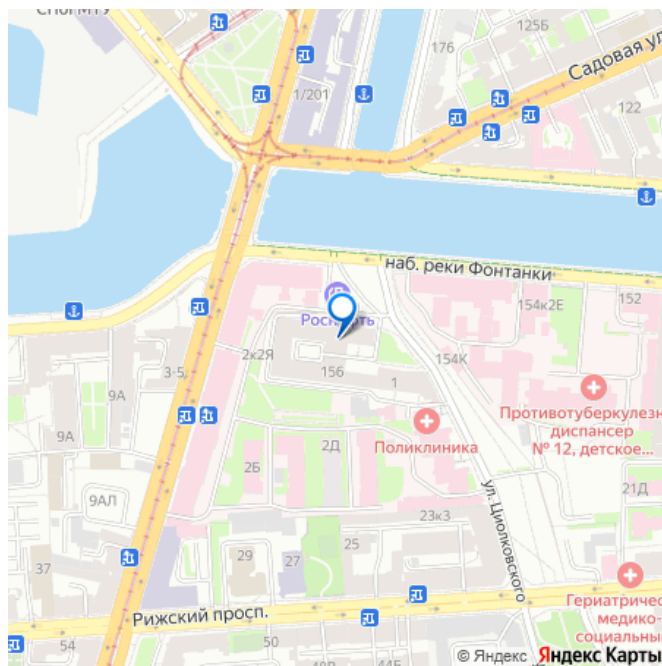 СПбГМТУ
176
125Б
Садовая ул
1/201
122
наб. реки Фонтанки
154к2Е
152
2к2Я
3-5
9А
156
1
154К
9А
Противотуберкулезн
диспансер
№ 12, детское...
Поликлиника
2Б
2Д
9АЛ
ул. Циолковского
21Д
23к3
25
29
27
37
Гериатричес
медико-
социальный
Рижский просп.
54
50
© Яндекс Яндекс Карты